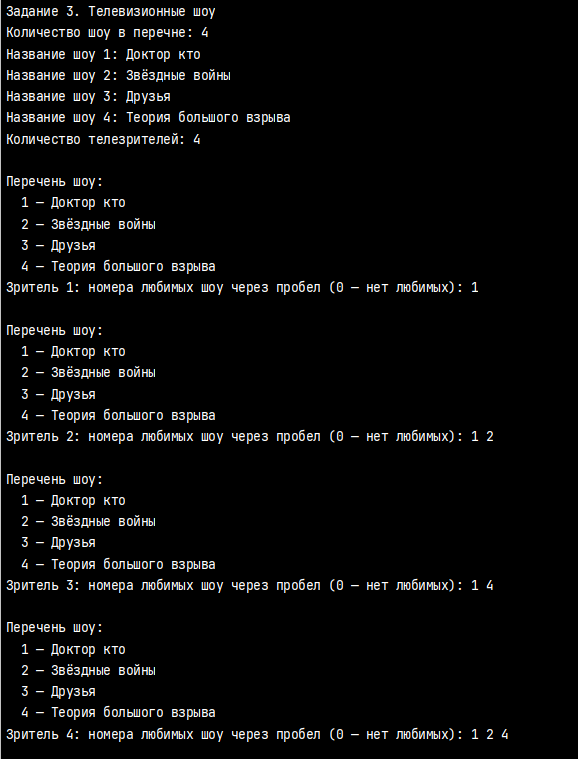 Задание 3. Телевизионные шоу
Количество шоу в перечне: 4
Название шоу 1: Доктор кто
Название шоу 2: Звёздные войны
Название шоу 3: Друзья
Название шоу 4: Теория большого взрыва
Количество телезрителей: 4
Перечень шоу:
1 — Доктор кто
2 — Звёздные войны
3 — Друзья
4 — Теория большого взрыва
Зритель 1: номера любимых шоу через пробел (0 — нет любимых): 1
Перечень шоу:
1 — Доктор кто
2 — Звёздные войны
3 — Друзья
4 — Теория большого взрыва
Зритель 2: номера любимых шоу через пробел (0 — нет любимых): 1 2
Перечень шоу:
1 — Доктор кто
2 — Звёздные войны
3 — Друзья
4 — Теория большого взрыва
Зритель 3: номера любимых шоу через пробел (0 — нет любимых): 1 4
Перечень шоу:
1 — Доктор кто
2 — Звёздные войны
3 — Друзья
4 — Теория большого взрыва
Зритель 4: номера любимых шоу через пробел (0 — нет любимых): 1 2 4